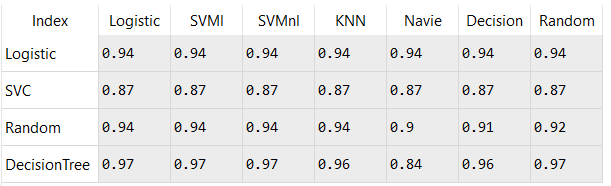 Index Logistic SVMl SVMnl KNN Navie Decision Random
Logistic 0.94 0.94 0.94 0.94 0.94 0.94 0.94
SVC 0.87 0.87 0.87 0.87 0.87 0.87 0.87
Random 0.94 0.94 0.94 0.94 0.9 0.91 0.92
DecisionTree 0.97 0.97 0.97 0.96 0.84 0.96 0.97